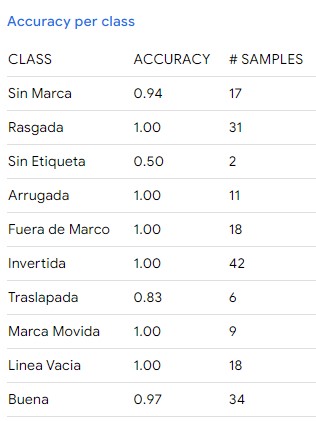 Accuracy per class
CLASS ACCURACY # SAMPLES
Sin Marca 0.94 17
Rasgada 1.00 31
Sin Etiqueta 0.50 2
Arrugada 1.00 11
Fuera de Marco 1.00 18
Invertida 1.00 42
Traslapada 0.83 6
Marca Movida 1.00 9
Linea Vacia 1.00 18
Buena 0.97 34